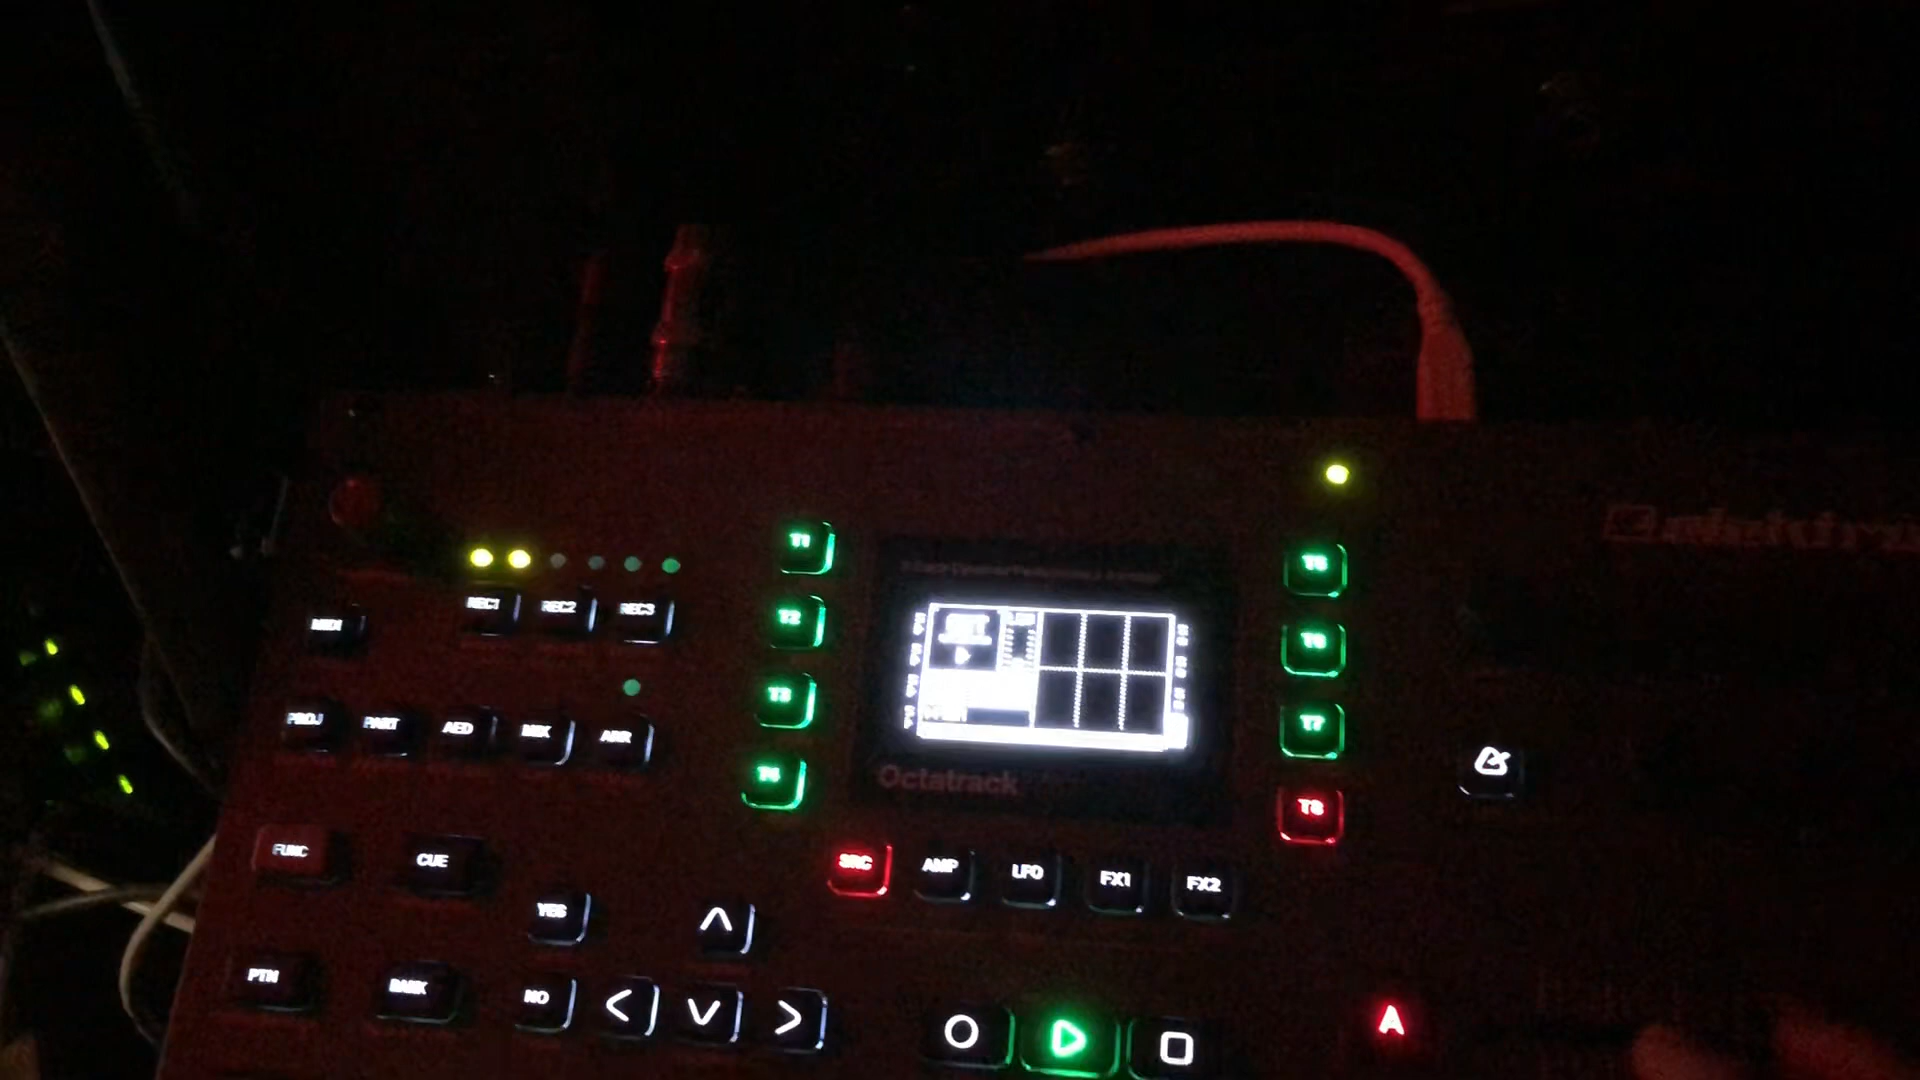 T1
T5
REC1 REC2 REC3
MIDI
T2
T6
PROJ PART AED MIX ARR
T3
T7
T4
Octatrack
T8
FUNC CUE
SRC AMP LFO FX1 FX2
YES
PTN BANK NO
A